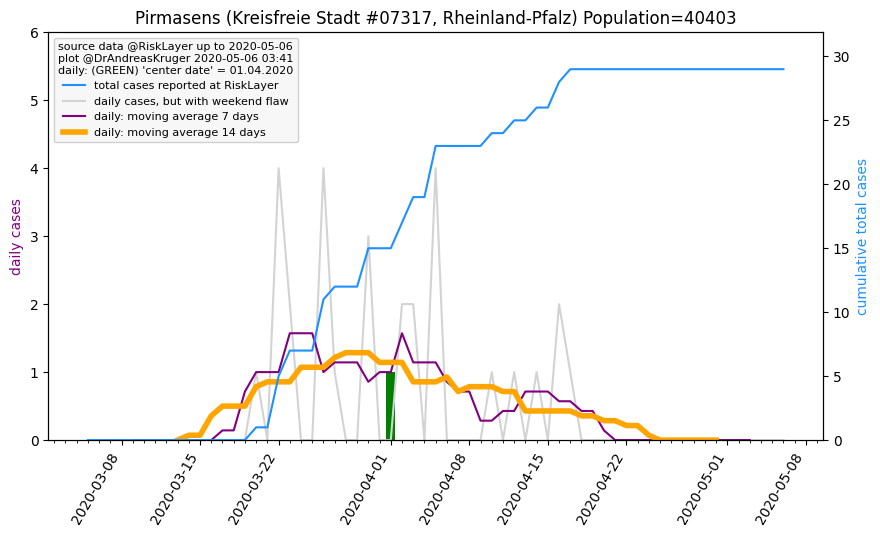 Pirmasens (Kreisfreie Stadt #07317, Rheinland-Pfalz) Population=40403
source data @RiskLayer up to 2020-05-06
plot @DrAndreasKruger 2020-05-06 03:41
daily: (GREEN) 'center date' = 01.04.2020
total cases reported at RiskLayer
daily cases, but with weekend flaw
daily: moving average 7 days
daily: moving average 14 days
daily cases
6
5
4
3
2
1
0
cumulative total cases
30
25
20
15
10
5
0
2020-03-08
2020-03-15
2020-03-22
2020-04-01
2020-04-08
2020-04-15
2020-04-22
2020-05-01
2020-05-08